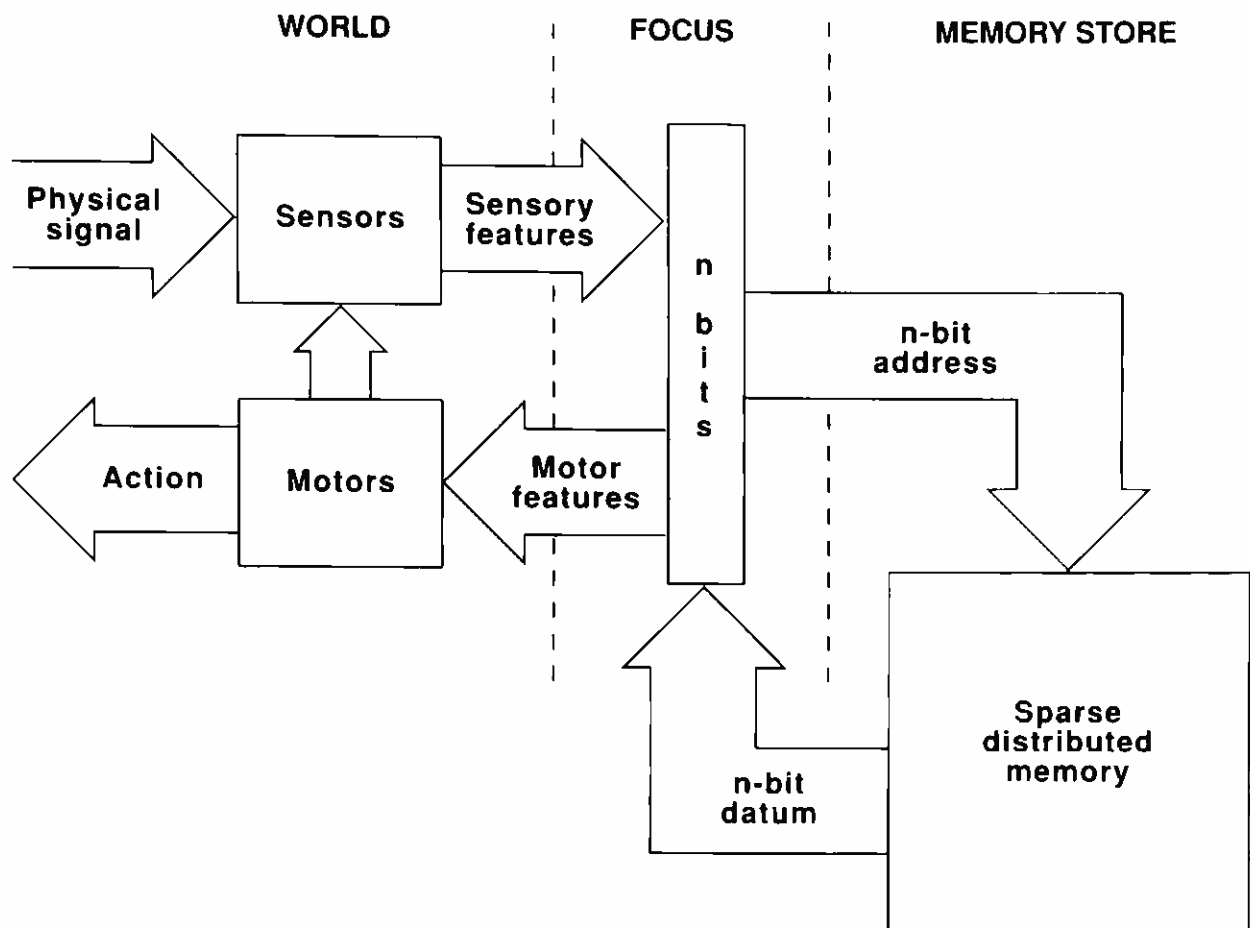 WORLD
FOCUS
MEMORY STORE
Physical
signal
Sensors
Sensory
features
n
b
i
t
s
n-bit
address
Action
Motors
Motor
features
Sparse
distributed
memory
n-bit
datum